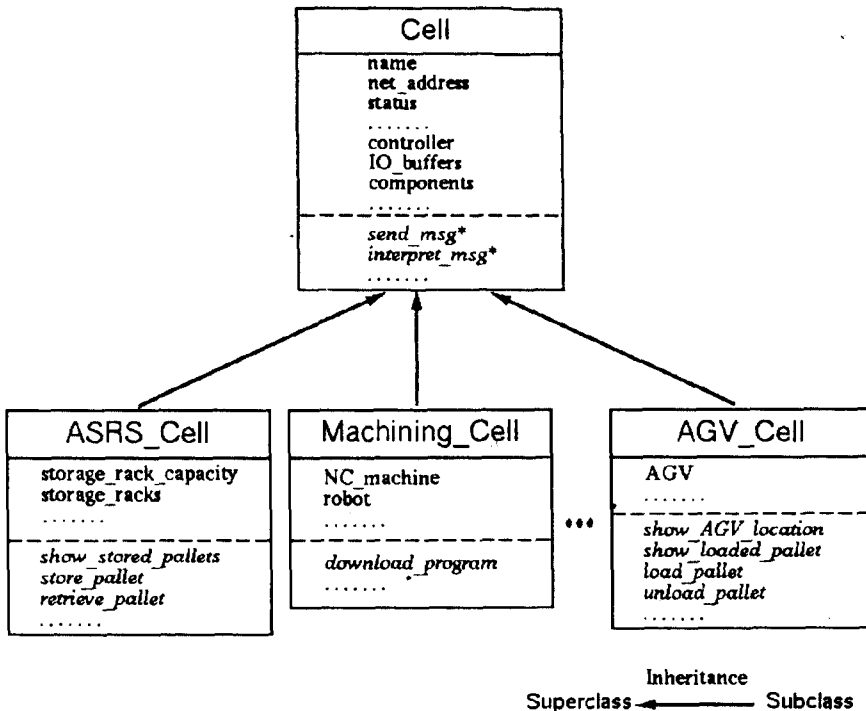 Cell
name
net_address
status
.......
controller
IO_buffers
components
.......
send_msg*
interpret_msg*
.......
ASRS_Cell
storage_rack_capacity
storage_racks
.......
show_stored_pallets
store_pallet
retrieve_pallet
.......
Machining_Cell
NC_machine
robot
.......
download_program
.......
•••
AGV_Cell
AGV
.......
show_AGV_location
show_loaded_pallet
load_pallet
unload_pallet
.......
Inheritance
Superclass Subclass